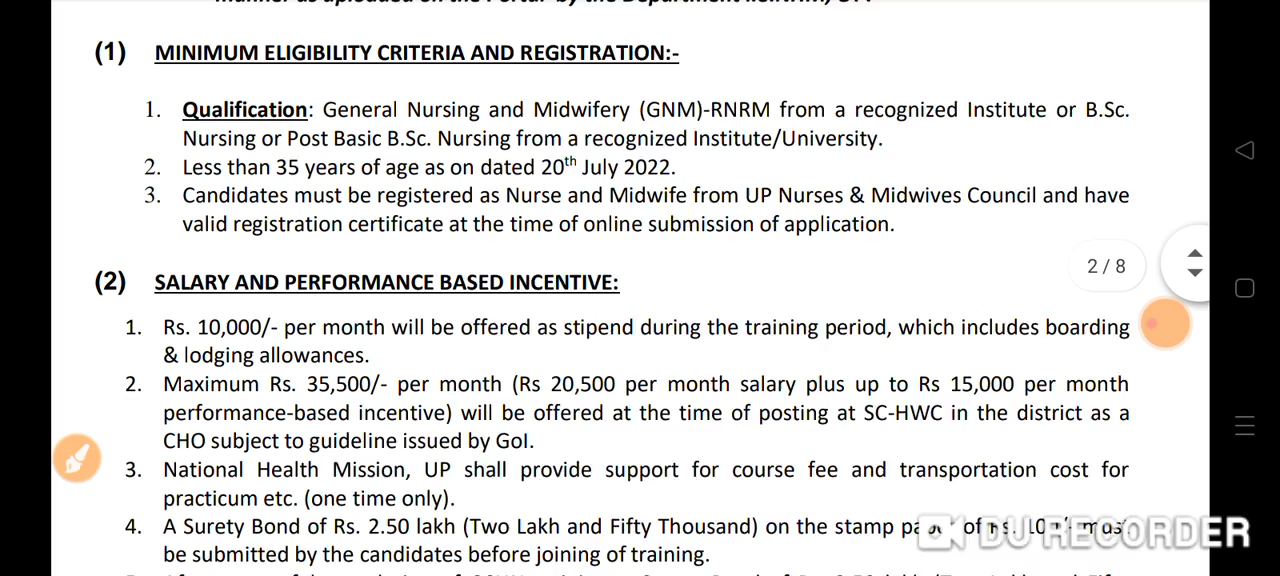 (1) MINIMUM ELIGIBILITY CRITERIA AND REGISTRATION:-
1. Qualification: General Nursing and Midwifery (GNM)-RNRM from a recognized Institute or B.Sc.
Nursing or Post Basic B.Sc. Nursing from a recognized Institute/University.
2. Less than 35 years of age as on dated 20th July 2022.
3. Candidates must be registered as Nurse and Midwife from UP Nurses & Midwives Council and have
valid registration certificate at the time of online submission of application.
2 / 8
(2) SALARY AND PERFORMANCE BASED INCENTIVE:
1. Rs. 10,000/- per month will be offered as stipend during the training period, which includes boarding
& lodging allowances.
2. Maximum Rs. 35,500/- per month (Rs 20,500 per month salary plus up to Rs 15,000 per month
performance-based incentive) will be offered at the time of posting at SC-HWC in the district as a
CHO subject to guideline issued by GoI.
3. National Health Mission, UP shall provide support for course fee and transportation cost for
practicum etc. (one time only).
4. A Surety Bond of Rs. 2.50 lakh (Two Lakh and Fifty Thousand) on the stamp of must
DU RECORDER
be submitted by the candidates before joining of training.